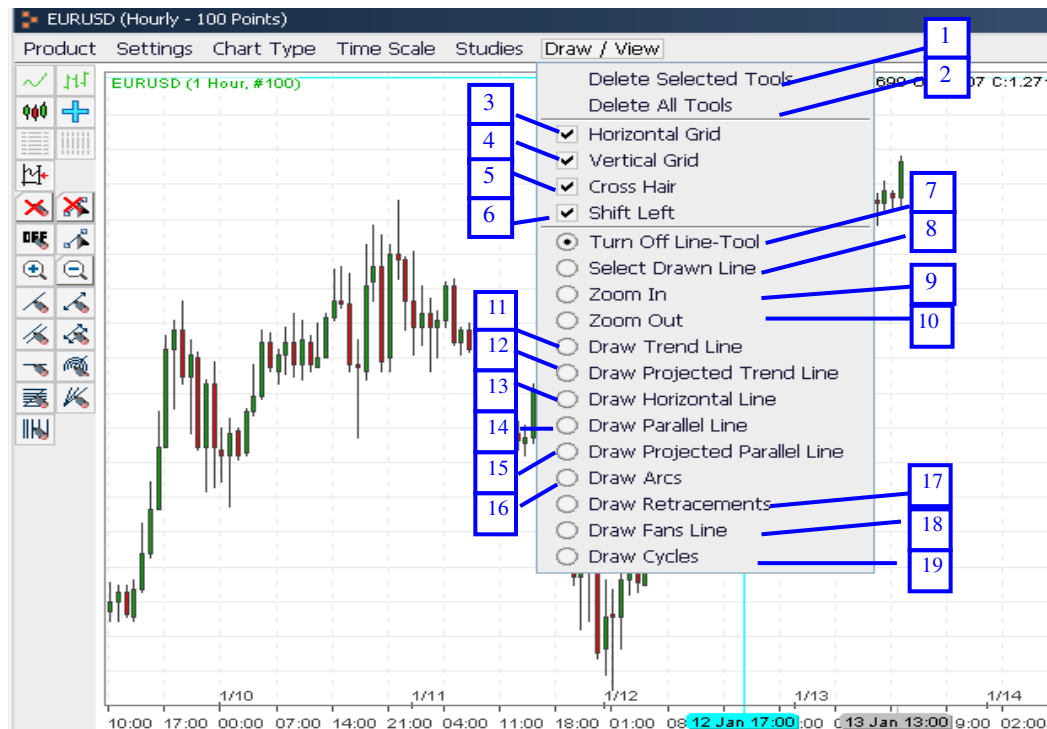 EURUSD (Hourly - 100 Points)
Product Settings Chart Type Time Scale Studies Draw / View
EURUSD (1 Hour, #100)
07 C:1.27
1
2
3
4
5
6
7
8
9
10
11
12
13
14
15
16
17
18
19
Delete Selected Tools
Delete All Tools
Horizontal Grid
Vertical Grid
Cross Hair
Shift Left
Turn Off Line-Tool
Select Drawn Line
Zoom In
Zoom Out
Draw Trend Line
Draw Projected Trend Line
Draw Horizontal Line
Draw Parallel Line
Draw Projected Parallel Line
Draw Arcs
Draw Retracements
Draw Fans Line
Draw Cycles
OFF
1/10 1/11 1/12 1/13 1/14
10:00 17:00 00:00 07:00 14:00 21:00 04:00 11:00 18:00 01:00 08 12 Jan 17:00 :00 13 Jan 13:00 9:00 02:00